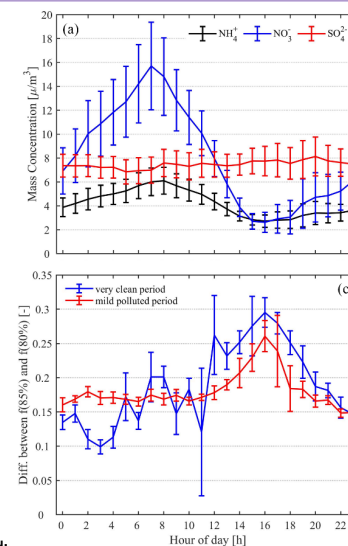 (a)
NH₄⁺ NO₃⁻ SO₄²⁻
Mass Concentration [μ/m³]
20
18
16
14
12
10
8
6
4
2
0
(c
very clean period
mild polluted period
Diff. between f(85%) and f(80%) [-]
0.35
0.3
0.25
0.2
0.15
0.1
0.05
0
0 2 4 6 8 10 12 14 16 18 20 22
Hour of day [h]